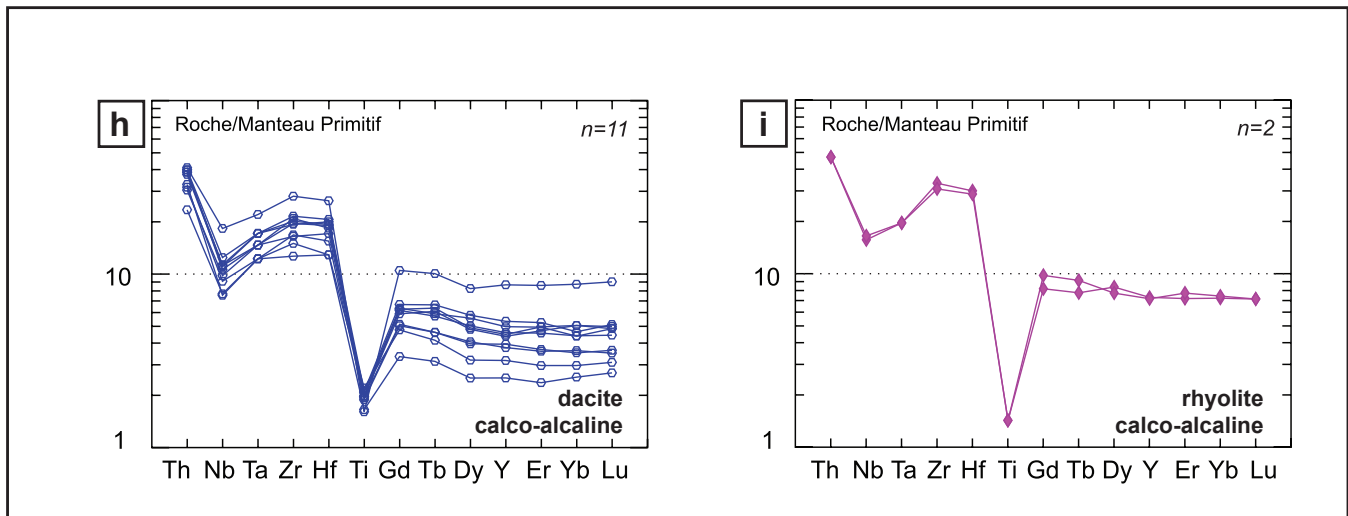 h
Roche/Manteau Primitif
n=11
10
1
dacite
calco-alcaline
Th Nb Ta Zr Hf Ti Gd Tb Dy Y Er Yb Lu
i
Roche/Manteau Primitif
n=2
10
1
rhyolite
calco-alcaline
Th Nb Ta Zr Hf Ti Gd Tb Dy Y Er Yb Lu